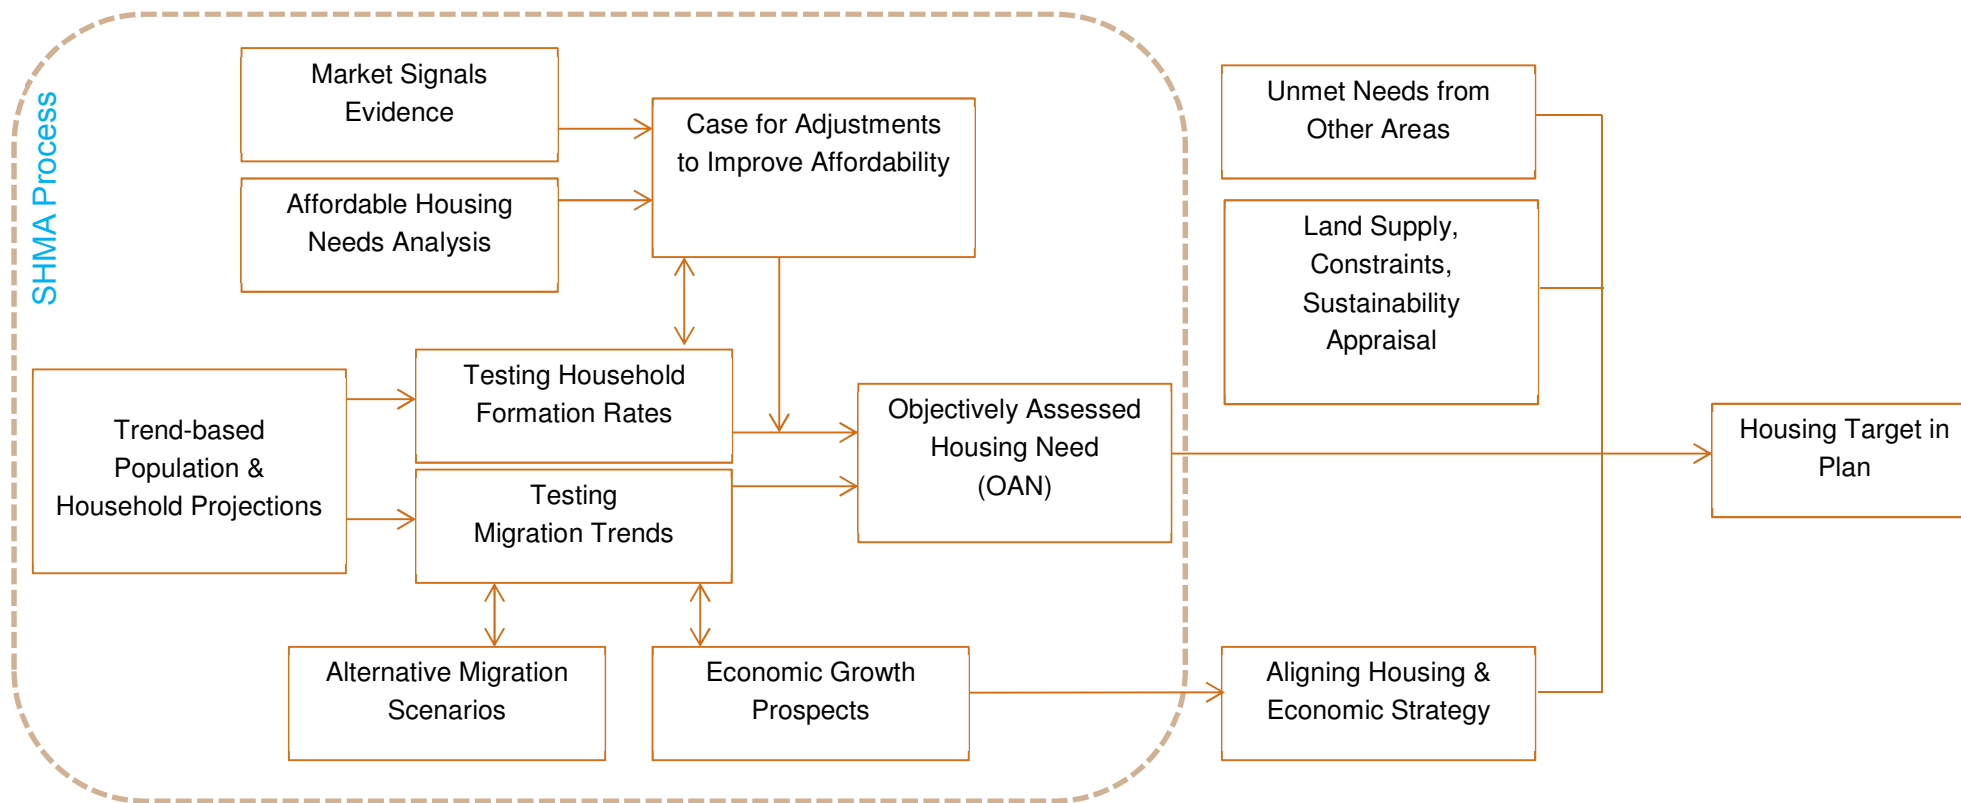 SHMA Process
Market Signals
Evidence
Affordable Housing
Needs Analysis
Case for Adjustments
to Improve Affordability
Trend-based
Population &
Household Projections
Testing Household
Formation Rates
Testing
Migration Trends
Alternative Migration
Scenarios
Economic Growth
Prospects
Objectively Assessed
Housing Need
(OAN)
Unmet Needs from
Other Areas
Land Supply,
Constraints,
Sustainability
Appraisal
Aligning Housing &
Economic Strategy
Housing Target in
Plan